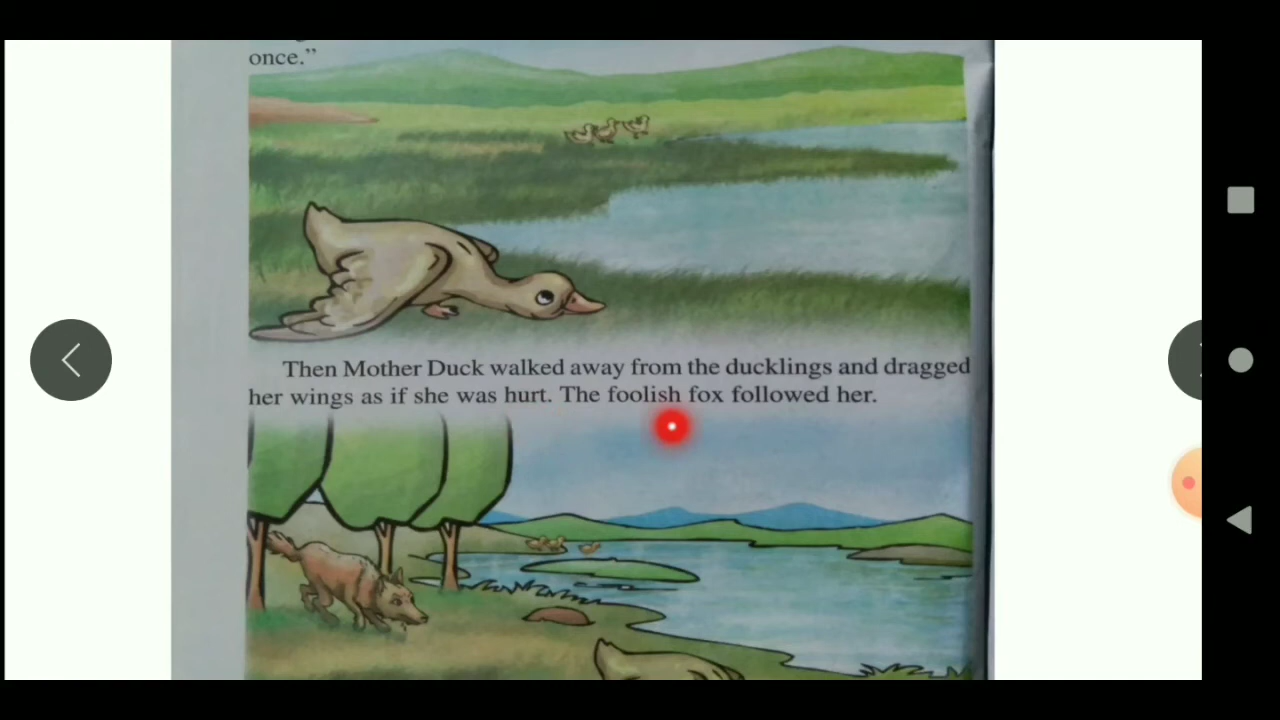 once.”
Then Mother Duck walked away from the ducklings and dragged
her wings as if she was hurt. The foolish fox followed her.